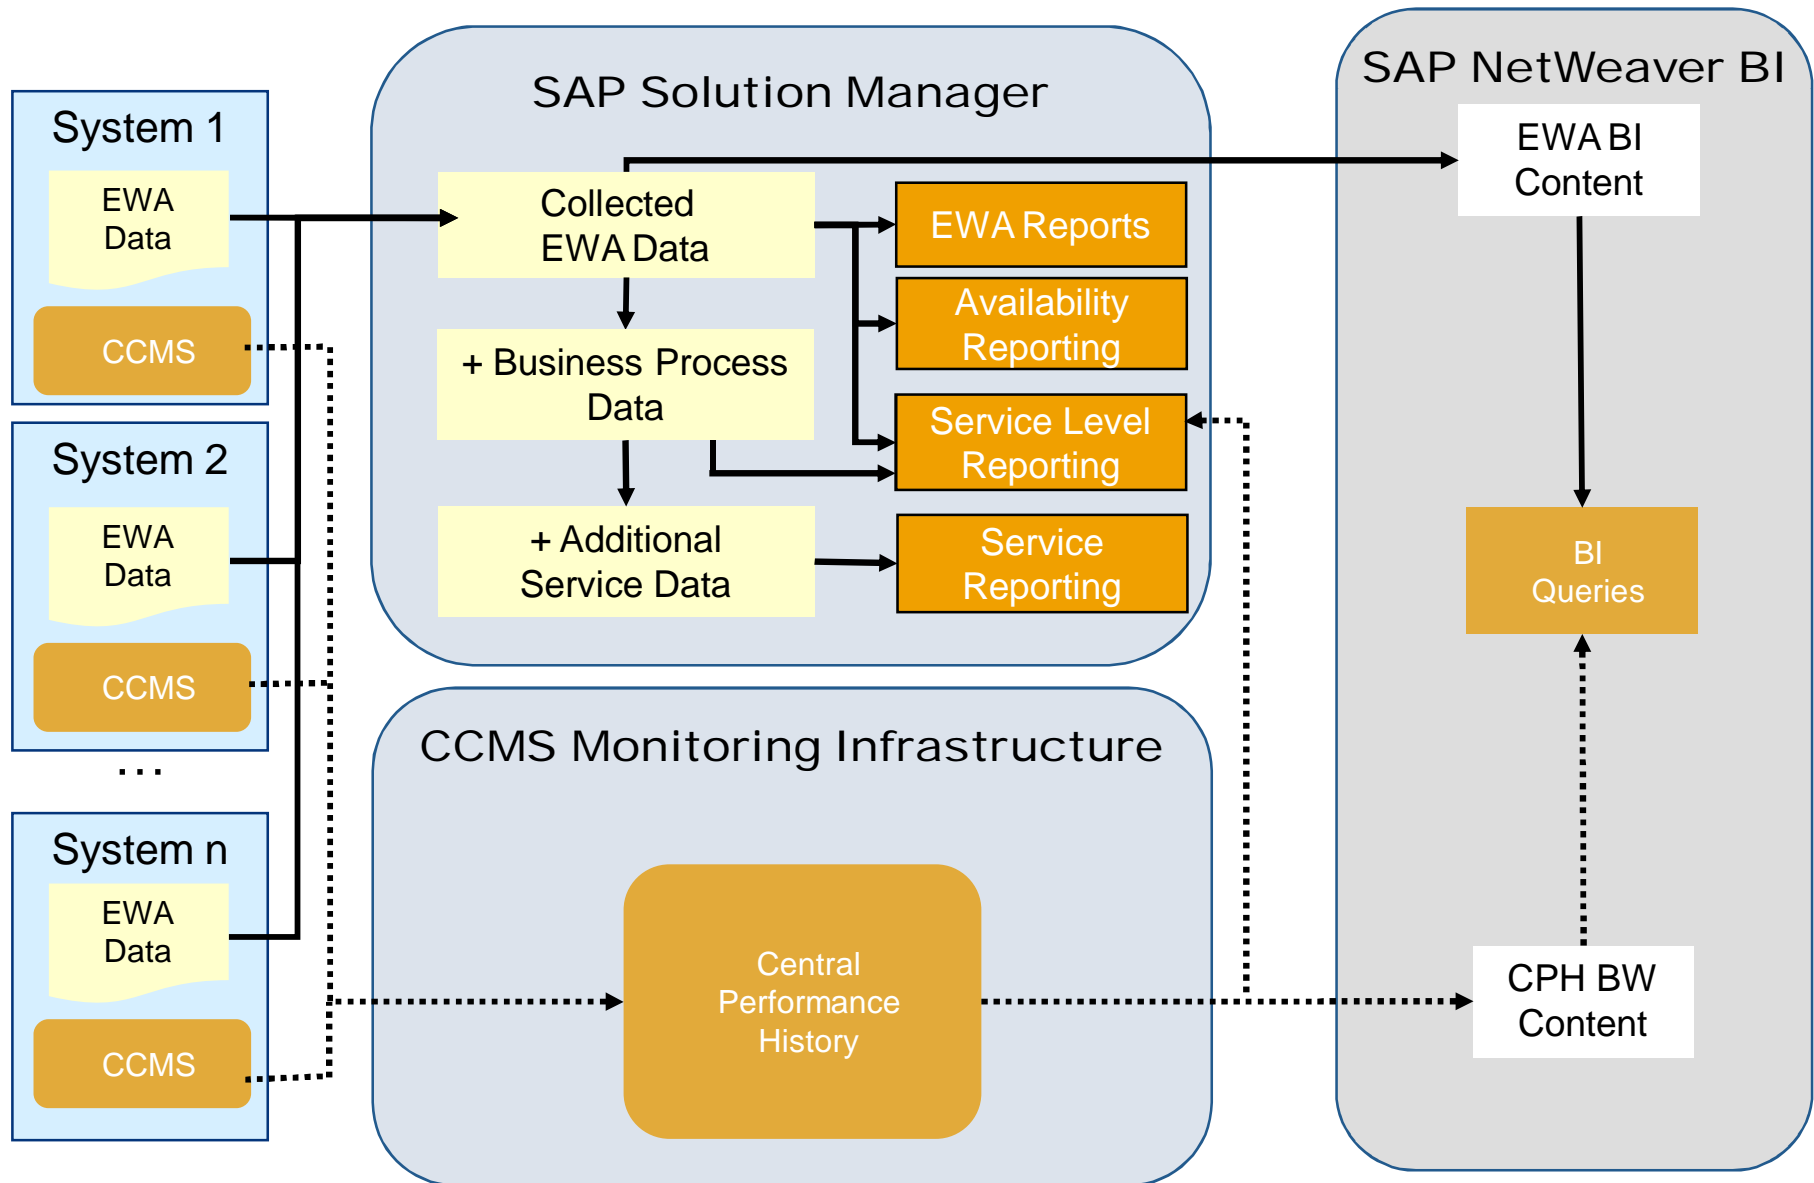 System 1
EWA
Data
CCMS
System 2
EWA
Data
CCMS
...
System n
EWA
Data
CCMS
SAP Solution Manager
Collected
EWA Data
+ Business Process
Data
+ Additional
Service Data
EWA Reports
Availability
Reporting
Service Level
Reporting
Service
Reporting
CCMS Monitoring Infrastructure
Central
Performance
History
SAP NetWeaver BI
EWA BI
Content
BI
Queries
CPH BW
Content